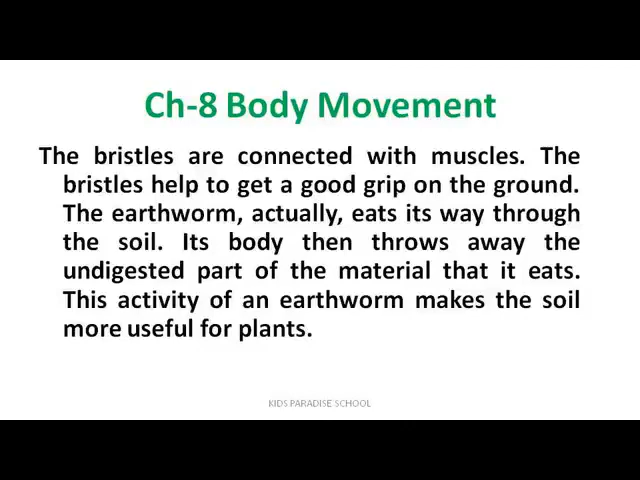 Ch-8 Body Movement
The bristles are connected with muscles. The
bristles help to get a good grip on the ground.
The earthworm, actually, eats its way through
the soil. Its body then throws away the
undigested part of the material that it eats.
This activity of an earthworm makes the soil
more useful for plants.
KIDS PARADISE SCHOOL